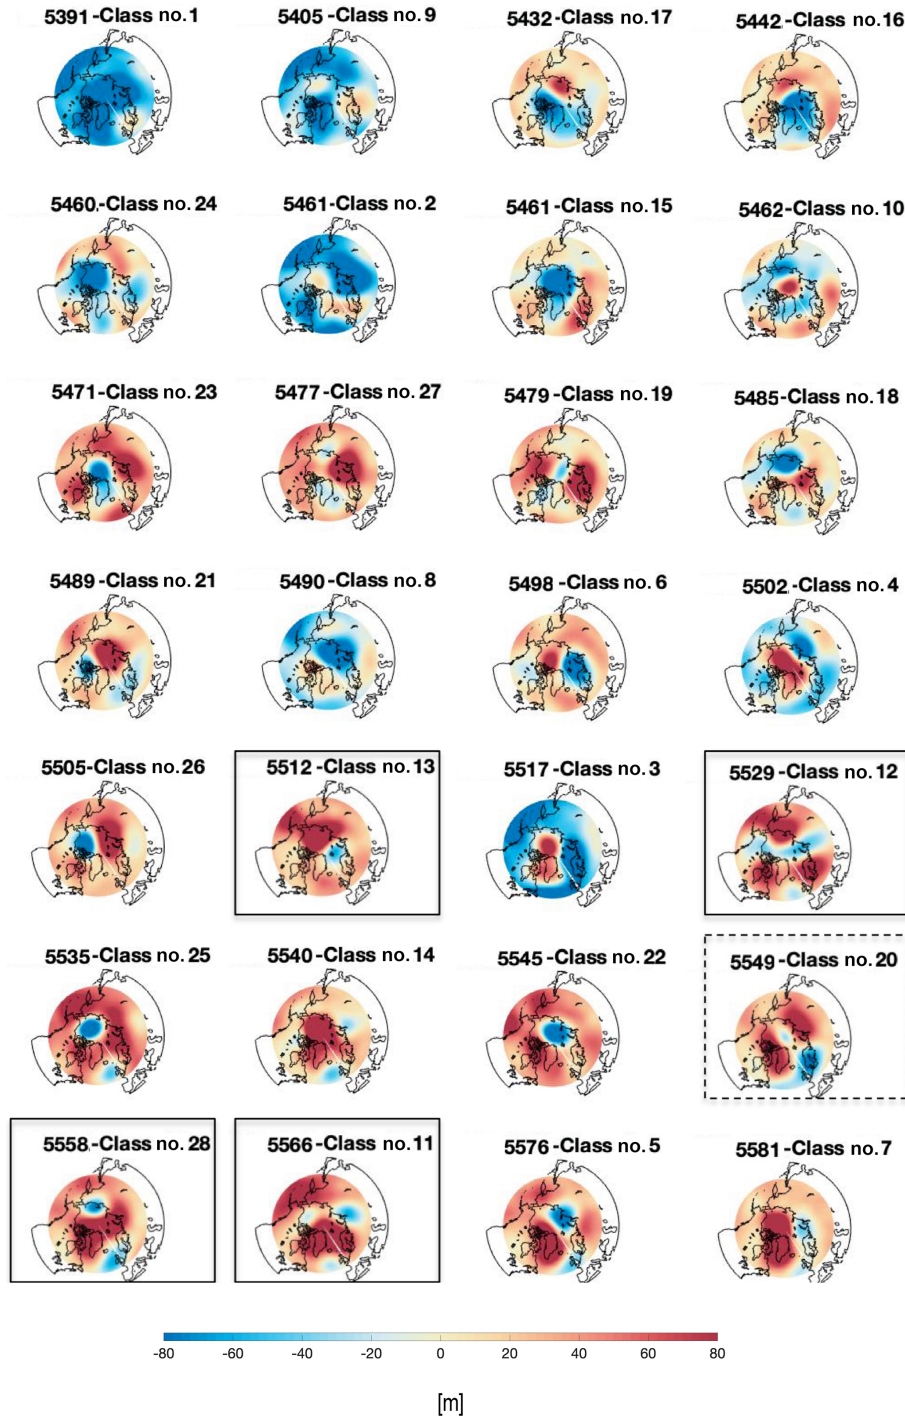 5391-Class no. 1
5405-Class no. 9
5432-Class no. 17
5442-Class no. 16
5460.-Class no. 24
5461-Class no. 2
5461-Class no. 15
5462-Class no. 10
5471-Class no. 23
5477-Class no. 27
5479-Class no. 19
5485-Class no. 18
5489-Class no. 21
5490-Class no. 8
5498-Class no. 6
5502-Class no. 4
5505-Class no. 26
5512-Class no. 13
5517-Class no. 3
5529-Class no. 12
5535-Class no. 25
5540-Class no. 14
5545-Class no. 22
5549-Class no. 20
5558-Class no. 28
5566-Class no. 11
5576-Class no. 5
5581-Class no. 7
-80 -60 -40 -20 0 20 40 60 80
[m]